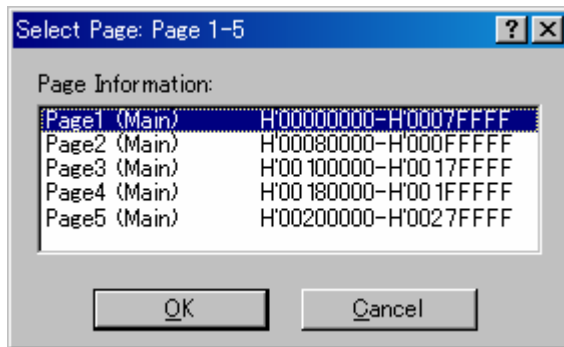 Select Page: Page 1-5
Page Information:
Page1 (Main) H'00000000-H'0007FFFF
Page2 (Main) H'00080000-H'000FFFFF
Page3 (Main) H'00100000-H'0017FFFF
Page4 (Main) H'00180000-H'001FFFFF
Page5 (Main) H'00200000-H'0027FFFF
OK Cancel